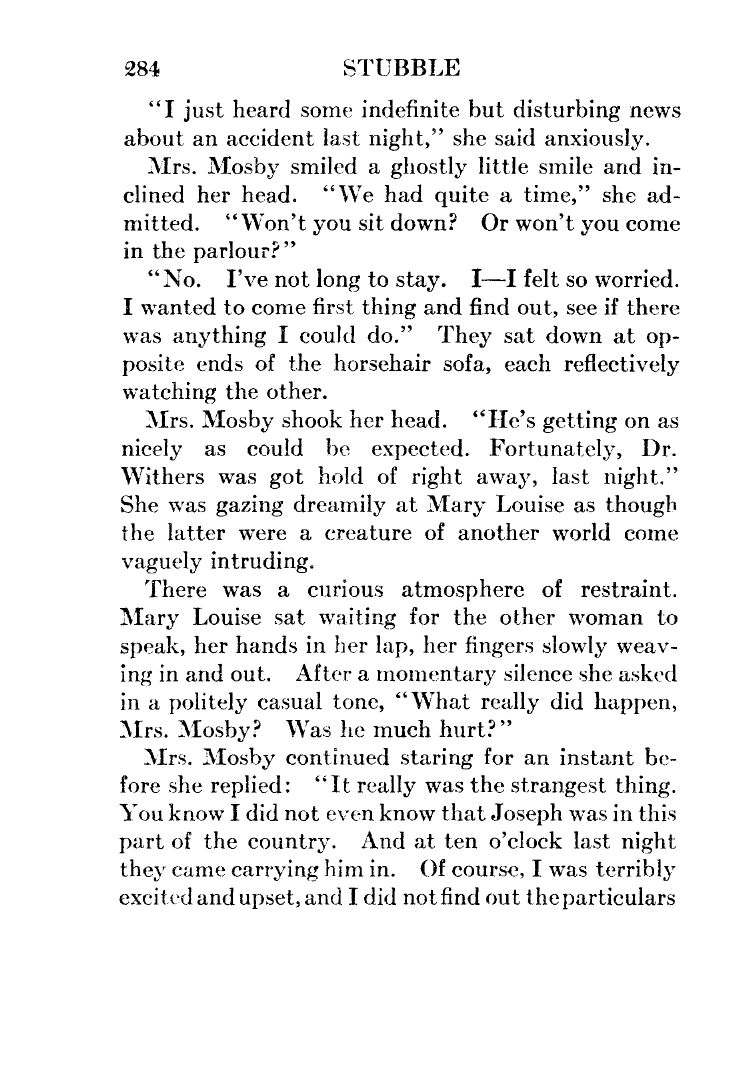 284 STUBBLE
“I just heard some indefinite but disturbing news
about an accident last night,” she said anxiously.
Mrs. Mosby smiled a ghostly little smile and in-
clined her head. “We had quite a time,” she ad-
mitted. “Won’t you sit down? Or won’t you come
in the parlour?”
“No. I’ve not long to stay. I—I felt so worried.
I wanted to come first thing and find out, see if there
was anything I could do.” They sat down at op-
posite ends of the horsehair sofa, each reflectively
watching the other.
Mrs. Mosby shook her head. “He’s getting on as
nicely as could be expected. Fortunately, Dr.
Withers was got hold of right away, last night.”
She was gazing dreamily at Mary Louise as though
the latter were a creature of another world come
vaguely intruding.
There was a curious atmosphere of restraint.
Mary Louise sat waiting for the other woman to
speak, her hands in her lap, her fingers slowly weav-
ing in and out. After a momentary silence she asked
in a politely casual tone, “What really did happen,
Mrs. Mosby? Was he much hurt?”
Mrs. Mosby continued staring for an instant be-
fore she replied: “It really was the strangest thing.
You know I did not even know that Joseph was in this
part of the country. And at ten o’clock last night
they came carrying him in. Of course, I was terribly
excited and upset, and I did not find out the particulars